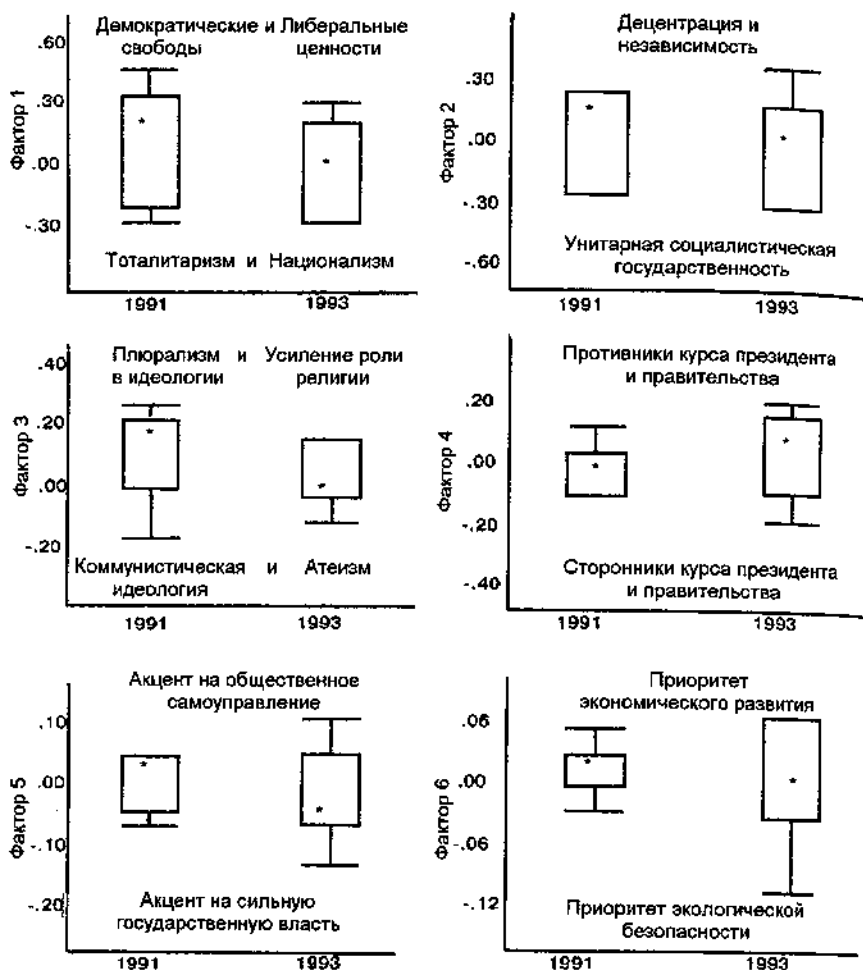 Демократические и Либеральные
свободы ценности
Фактор 1
.60
.30
.00
-.30
Тоталитаризм и Национализм
1991 1993
Децентрация и
независимость
Фактор 2
.30
.00
-.30
-.60
Унитарная социалистическая
государственность
1991 1993
Плюрализм и Усиление роли
в идеологии религии
Фактор 3
.40
.20
.00
-.20
Коммунистическая и Атеизм
идеология
1991 1993
Противники курса президента
и правительства
Фактор 4
.20
.00
-.20
-.40
Сторонники курса президента
и правительства
1991 1993
Акцент на общественное
самоуправление
Фактор 5
.10
.00
-.10
-.20
Акцент на сильную
государственную власть
1991 1993
Приоритет
экономического развития
Фактор 6
.06
.00
-.06
-.12
Приоритет экологической
безопасности
1991 1993